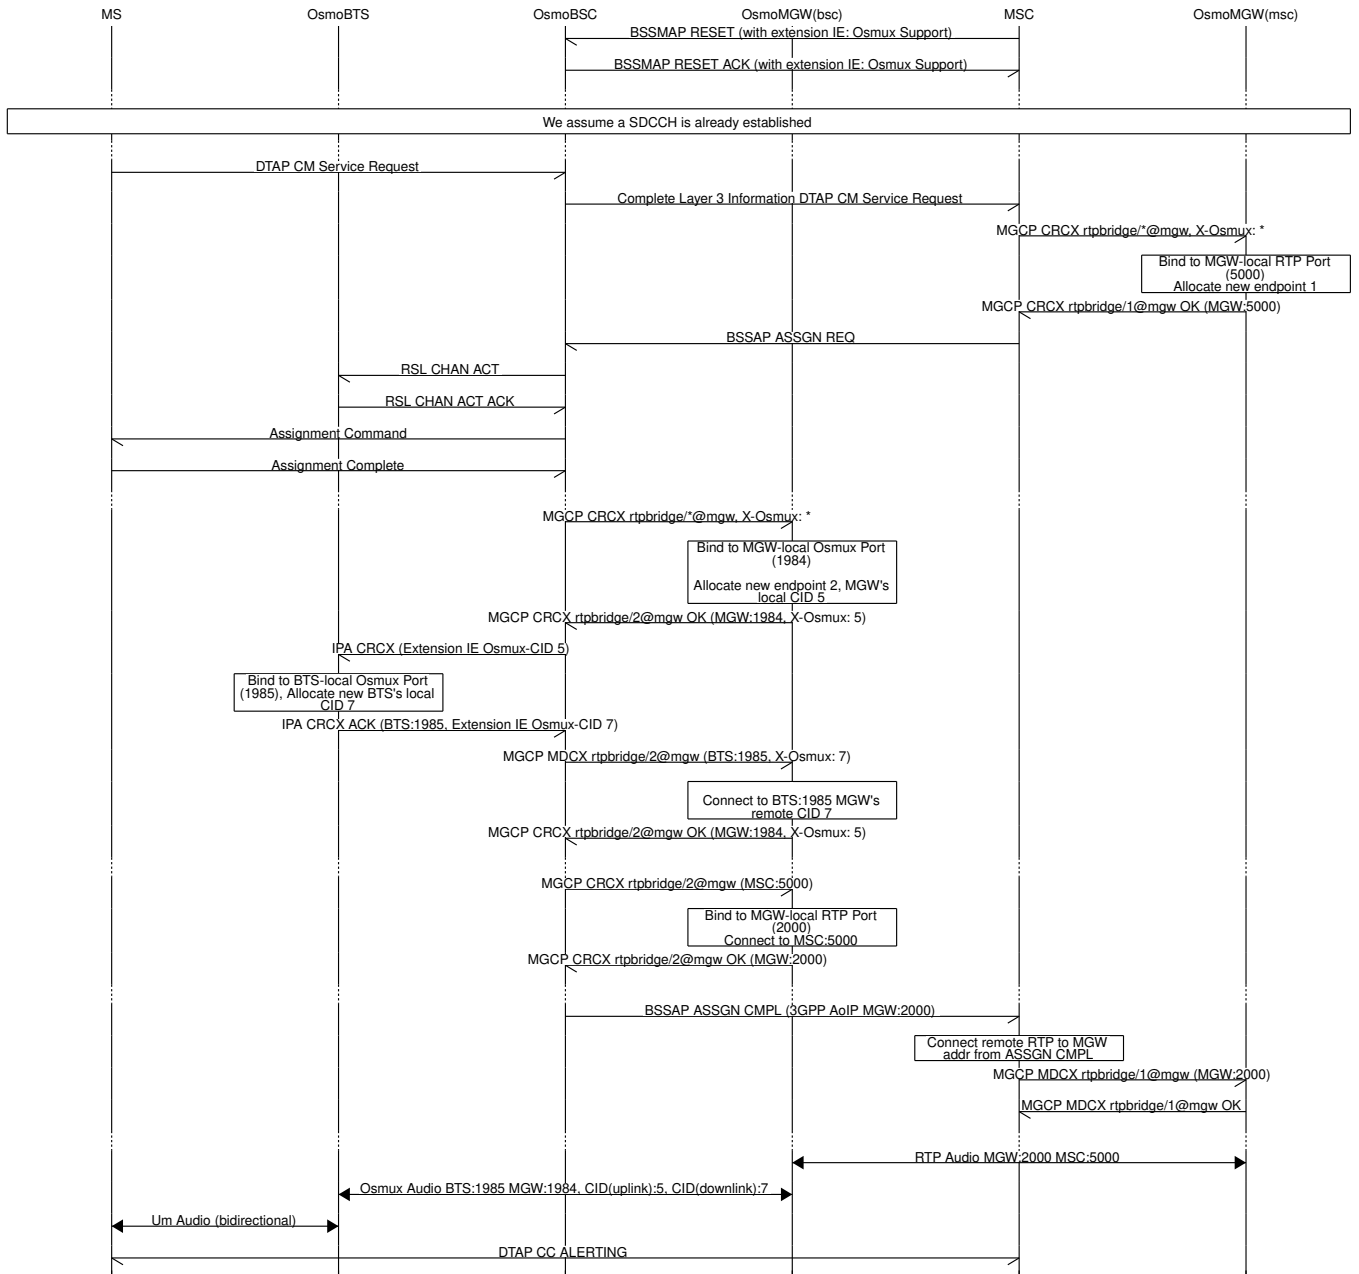 MS OsmoBTS OsmoBSC OsmoMGW(bsc) MSC OsmoMGW(msc)
BSSMAP RESET (with extension IE: Osmux Support)
BSSMAP RESET ACK (with extension IE: Osmux Support)
We assume a SDCCH is already established
DTAP CM Service Request
Complete Layer 3 Information DTAP CM Service Request
MGCP CRCX rtpbridge/*@mgw, X-Osmux: *
Bind to MGW-local RTP Port
(5000)
Allocate new endpoint 1
MGCP CRCX rtpbridge/1@mgw OK (MGW:5000)
BSSAP ASSGN REQ
RSL CHAN ACT
RSL CHAN ACT ACK
Assignment Command
Assignment Complete
MGCP CRCX rtpbridge/*@mgw, X-Osmux: *
Bind to MGW-local Osmux Port
(1984)
Allocate new endpoint 2, MGW's
local CID 5
MGCP CRCX rtpbridge/2@mgw OK (MGW:1984, X-Osmux: 5)
IPA CRCX (Extension IE Osmux-CID 5)
Bind to BTS-local Osmux Port
(1985), Allocate new BTS's local
CID 7
IPA CRCX ACK (BTS:1985, Extension IE Osmux-CID 7)
MGCP MDCX rtpbridge/2@mgw (BTS:1985, X-Osmux: 7)
Connect to BTS:1985 MGW's
remote CID 7
MGCP CRCX rtpbridge/2@mgw OK (MGW:1984, X-Osmux: 5)
MGCP CRCX rtpbridge/2@mgw (MSC:5000)
Bind to MGW-local RTP Port
(2000)
Connect to MSC:5000
MGCP CRCX rtpbridge/2@mgw OK (MGW:2000)
BSSAP ASSGN CMPL (3GPP AoIP MGW:2000)
Connect remote RTP to MGW
addr from ASSGN CMPL
MGCP MDCX rtpbridge/1@mgw (MGW:2000)
MGCP MDCX rtpbridge/1@mgw OK
RTP Audio MGW:2000 MSC:5000
Osmux Audio BTS:1985 MGW:1984, CID(uplink):5, CID(downlink):7
Um Audio (bidirectional)
DTAP CC ALERTING